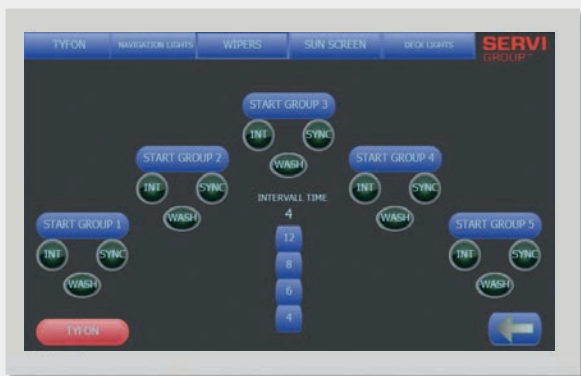 TYFON
NAVIGATION LIGHTS
WIPERS
SUN SCREEN
DECK LIGHTS
SERVI
GROUP™
START GROUP 3
INT
SYNC
WASH
START GROUP 2
INT
SYNC
WASH
START GROUP 4
INT
SYNC
WASH
INTERVALL TIME
4
12
8
6
4
START GROUP 1
INT
SYNC
WASH
START GROUP 5
INT
SYNC
WASH
TYFON